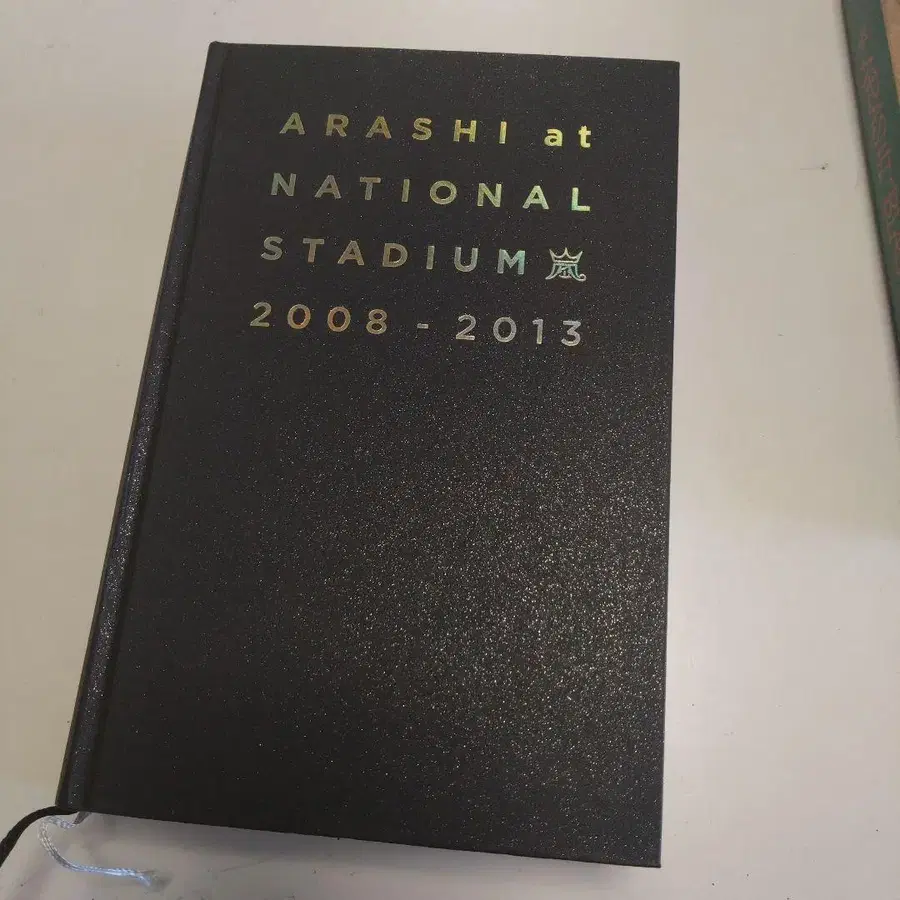 ARASHI at
NATIONAL
STADIUM 嵐
2008 - 2013